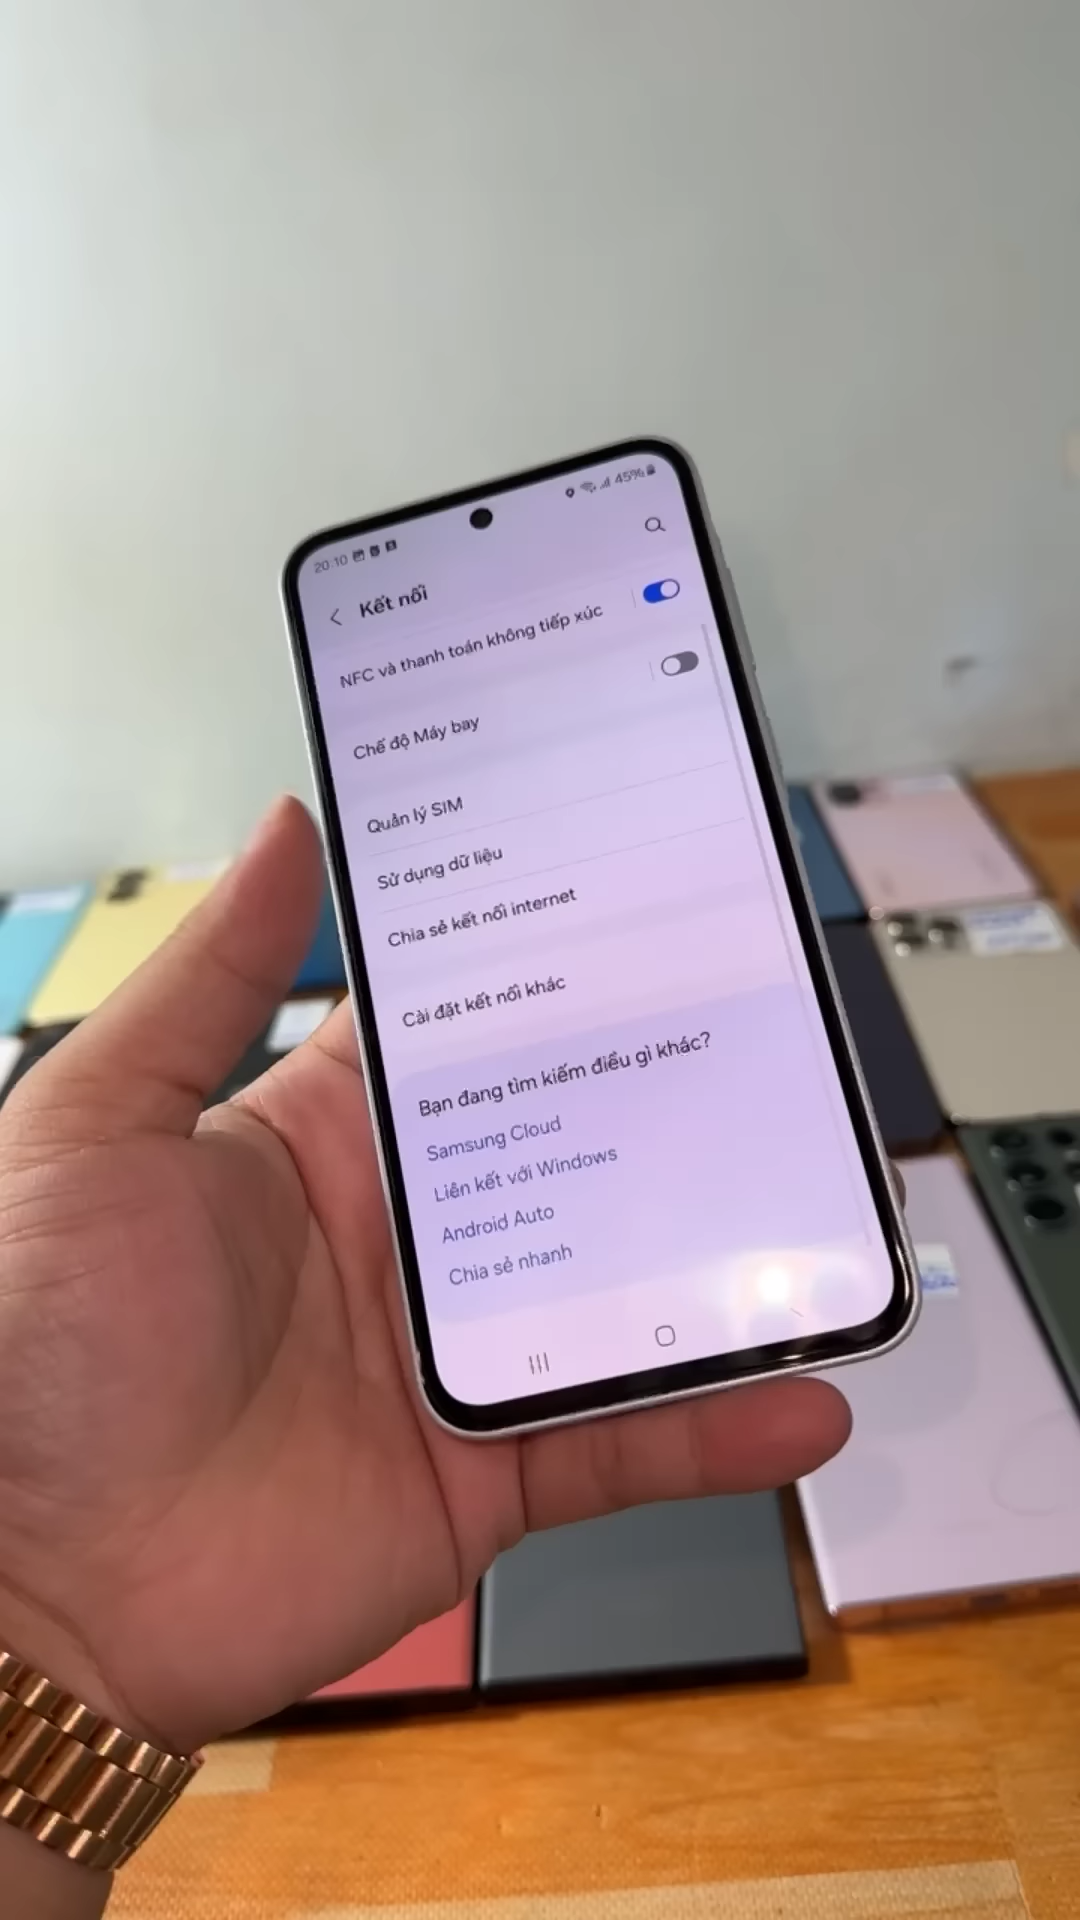 20:10
45%
Kết nối
NFC và thanh toán không tiếp xúc
Chế độ Máy bay
Quản lý SIM
Sử dụng dữ liệu
Chia sẻ kết nối internet
Cài đặt kết nối khác
Bạn đang tìm kiếm điều gì khác?
Samsung Cloud
Liên kết với Windows
Android Auto
Chia sẻ nhanh